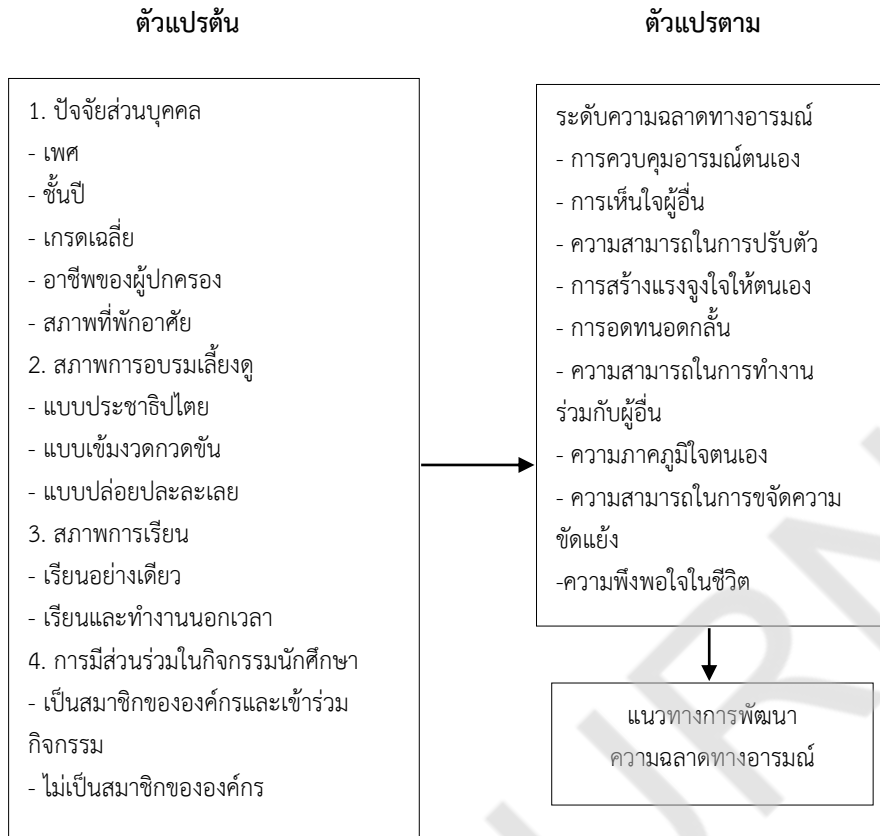 ตัวแปรต้น
1. ปัจจัยส่วนบุคคล
- เพศ
- ชั้นปี
- เกรดเฉลี่ย
- อาชีพของผู้ปกครอง
- สภาพที่พักอาศัย
2. สภาพการอบรมเลี้ยงดู
- แบบประชาธิปไตย
- แบบเข้มงวดกวดขัน
- แบบปล่อยปละละเลย
3. สภาพการเรียน
- เรียนอย่างเดียว
- เรียนและทำงานนอกเวลา
4. การมีส่วนร่วมในกิจกรรมนักศึกษา
- เป็นสมาชิกขององค์กรและเข้าร่วม
กิจกรรม
- ไม่เป็นสมาชิกขององค์กร
ตัวแปรตาม
ระดับความฉลาดทางอารมณ์
- การควบคุมอารมณ์ตนเอง
- การเห็นใจผู้อื่น
- ความสามารถในการปรับตัว
- การสร้างแรงจูงใจให้ตนเอง
- การอดทนอดกลั้น
- ความสามารถในการทำงาน
ร่วมกับผู้อื่น
- ความภาคภูมิใจตนเอง
- ความสามารถในการขจัดความ
ขัดแย้ง
-ความพึงพอใจในชีวิต
แนวทางการพัฒนา
ความฉลาดทางอารมณ์